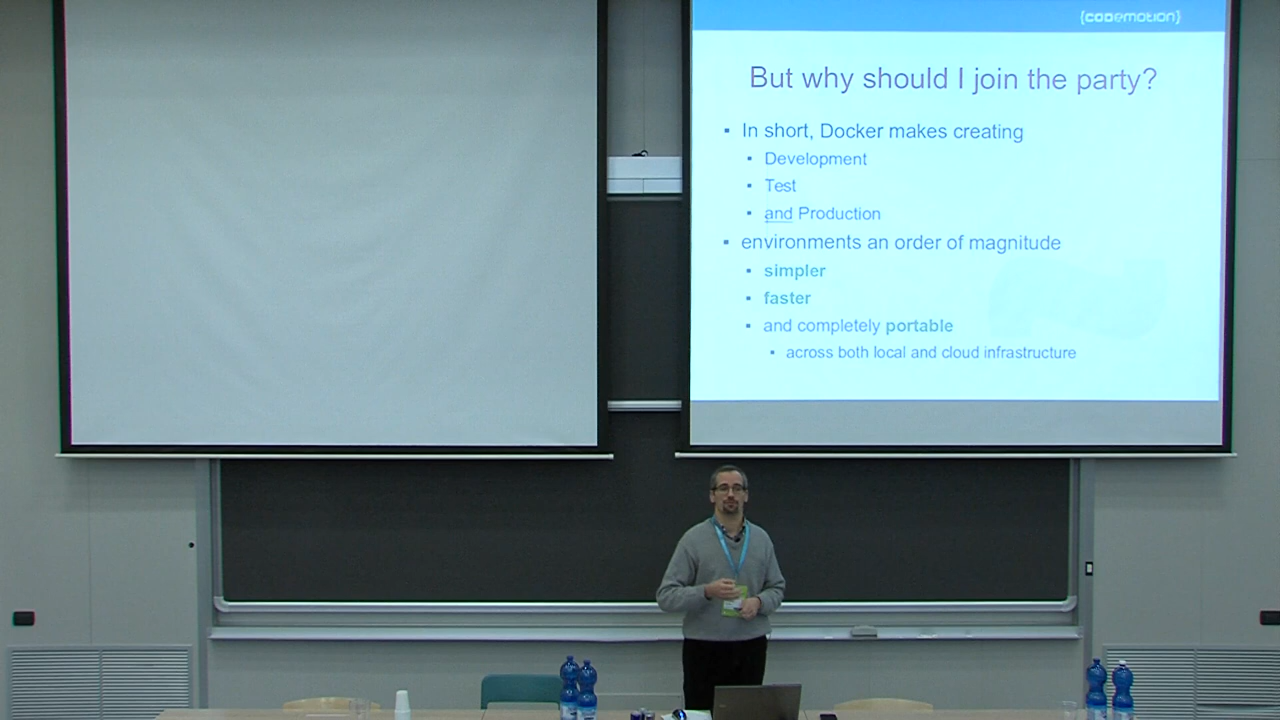 {codemotion}
But why should I join the party?
▪ In short, Docker makes creating
▪ Development
▪ Test
▪ and Production
▪ environments an order of magnitude
▪ simpler
▪ faster
▪ and completely portable
▪ across both local and cloud infrastructure